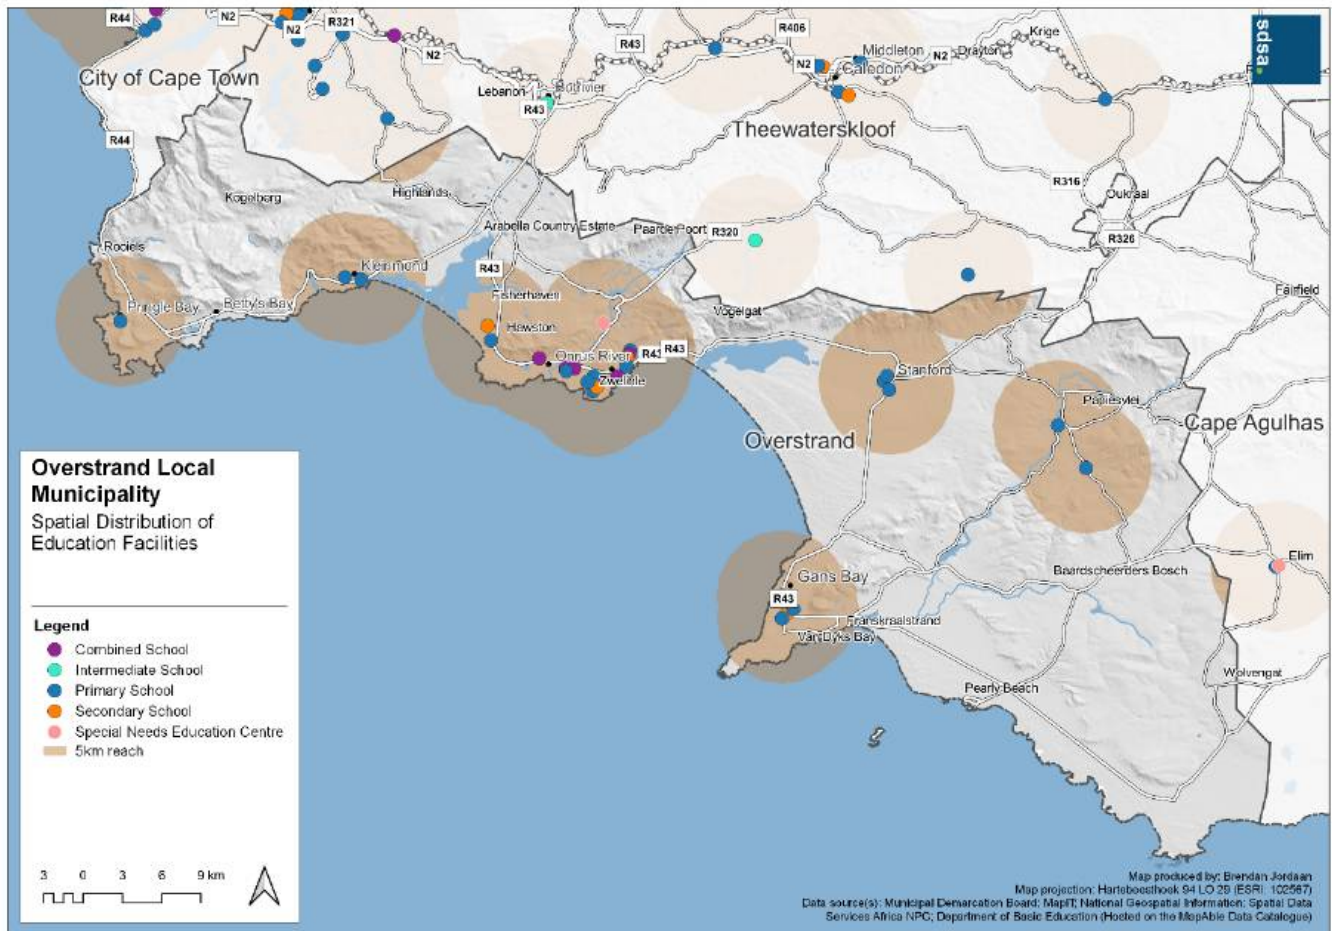 R44
N2
R321
N2
R43
R406
Krige
sdsa
City of Cape Town
N2
Middleton
N2
Drayton
Caledon
Lebanon
Botrivier
R43
R44
Theewaterskloof
R316
Kogelberg
Highlands
Oukraal
Arabella Country Estate
R320
R326
Rooiels
Kleinmond
R43
Fisherhaven
Fairfield
Pringle Bay
Betty's Bay
Vogelgat
Hawston
Onrus River
R43
R43
Zwelihle
Stanford
Papiesvlei
Cape Agulhas
Overstrand
Overstrand Local
Municipality
Spatial Distribution of
Education Facilities
Elim
Gans Bay
Baardscheerders Bosch
R43
Franskraalstrand
Van Dyks Bay
Wolvengat
Pearly Beach
Legend
Combined School
Intermediate School
Primary School
Secondary School
Special Needs Education Centre
5km reach
3 0 3 6 9 km
Map produced by: Brendan Jordaan
Map projection: Hartebeesthoek 94 LO 29 (ESRI: 102567)
Data source(s): Municipal Demarcation Board; MapIT; National Geospatial Information; Spatial Data
Services Africa NPC; Department of Basic Education (Hosted on the MapAble Data Catalogue)